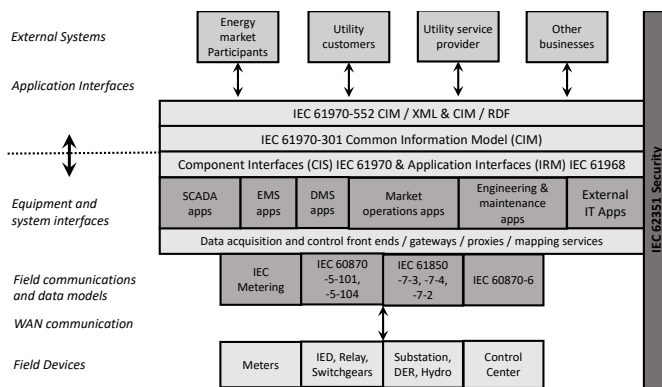 External Systems
Energy
market
Participants
Utility
customers
Utility service
provider
Other
businesses
Application Interfaces
IEC 61970-552 CIM / XML & CIM / RDF
IEC 61970-301 Common Information Model (CIM)
Component Interfaces (CIS) IEC 61970 & Application Interfaces (IRM) IEC 61968
Equipment and
system interfaces
SCADA
apps
EMS
apps
DMS
apps
Market
operations apps
Engineering &
maintenance
apps
External
IT Apps
Data acquisition and control front ends / gateways / proxies / mapping services
IEC 62351 Security
Field communications
and data models
IEC
Metering
IEC 60870
-5-101,
-5-104
IEC 61850
-7-3, -7-4,
-7-2
IEC 60870-6
WAN communication
Field Devices
Meters
IED, Relay,
Switchgears
Substation,
DER, Hydro
Control
Center